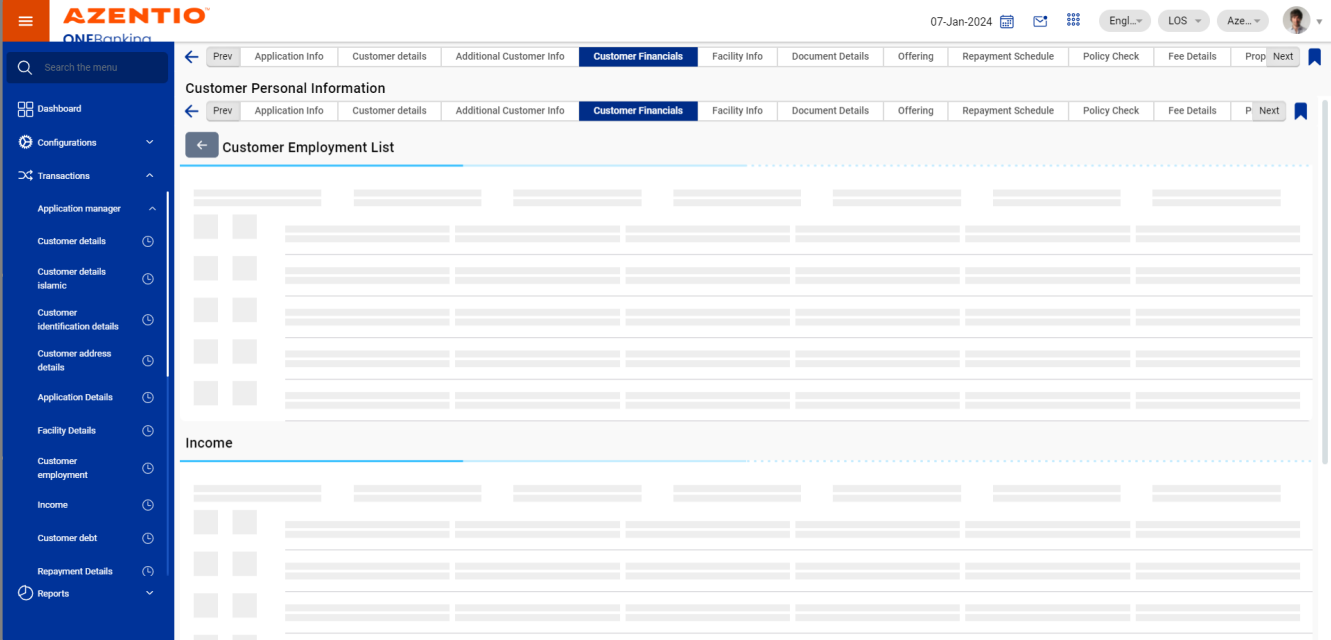 AZENTIO
ONEBanking
07-Jan-2024 Engl... LOS Aze...
Search the menu
Dashboard
Configurations
Transactions
Application manager
Customer details
Customer details
islamic
Customer
identification details
Customer address
details
Application Details
Facility Details
Customer
employment
Income
Customer debt
Repayment Details
Reports
Prev Application Info Customer details Additional Customer Info Customer Financials Facility Info Document Details Offering Repayment Schedule Policy Check Fee Details Prop Next
Customer Personal Information
Prev Application Info Customer details Additional Customer Info Customer Financials Facility Info Document Details Offering Repayment Schedule Policy Check Fee Details P Next
Customer Employment List
Income